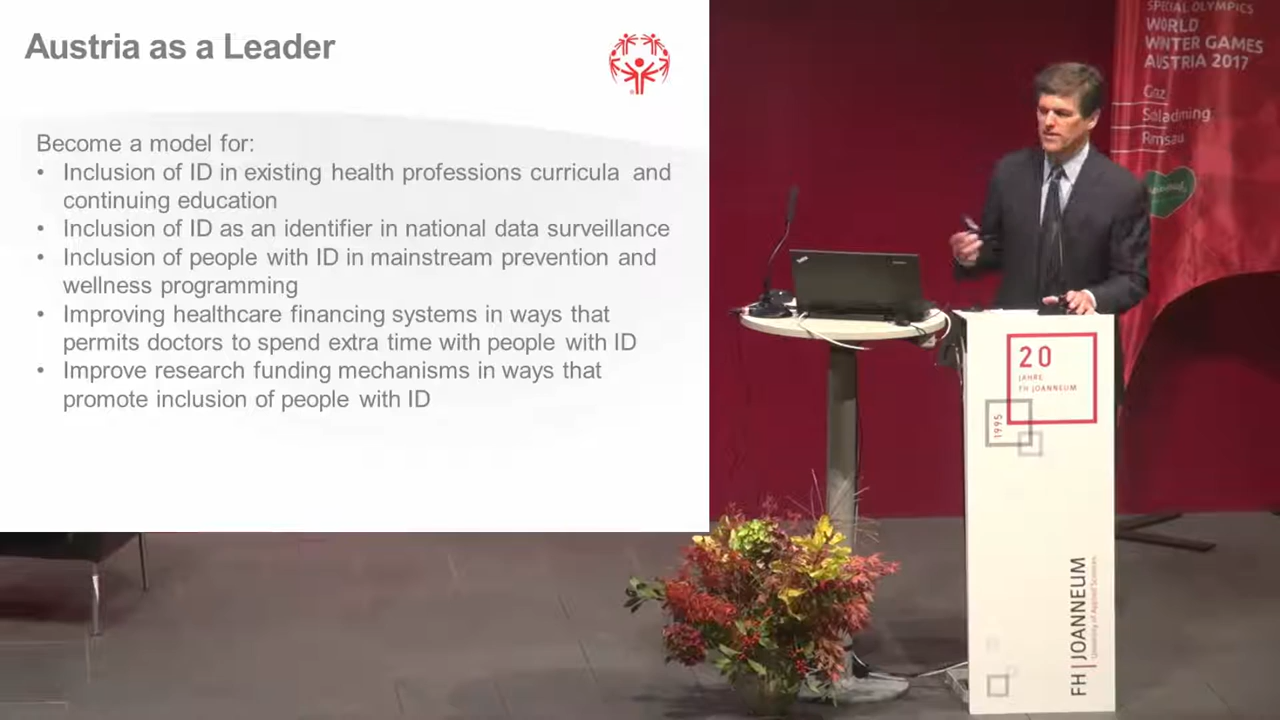 Austria as a Leader
Become a model for:
• Inclusion of ID in existing health professions curricula and
continuing education
• Inclusion of ID as an identifier in national data surveillance
• Inclusion of people with ID in mainstream prevention and
wellness programming
• Improving healthcare financing systems in ways that
permits doctors to spend extra time with people with ID
• Improve research funding mechanisms in ways that
promote inclusion of people with ID
SPECIAL OLYMPICS
WORLD
WINTER GAMES
AUSTRIA 2017
Graz
Schladming
Ramsau
20
JAHRE
FH JOANNEUM
1995
FH | JOANNEUM
University of Applied Sciences